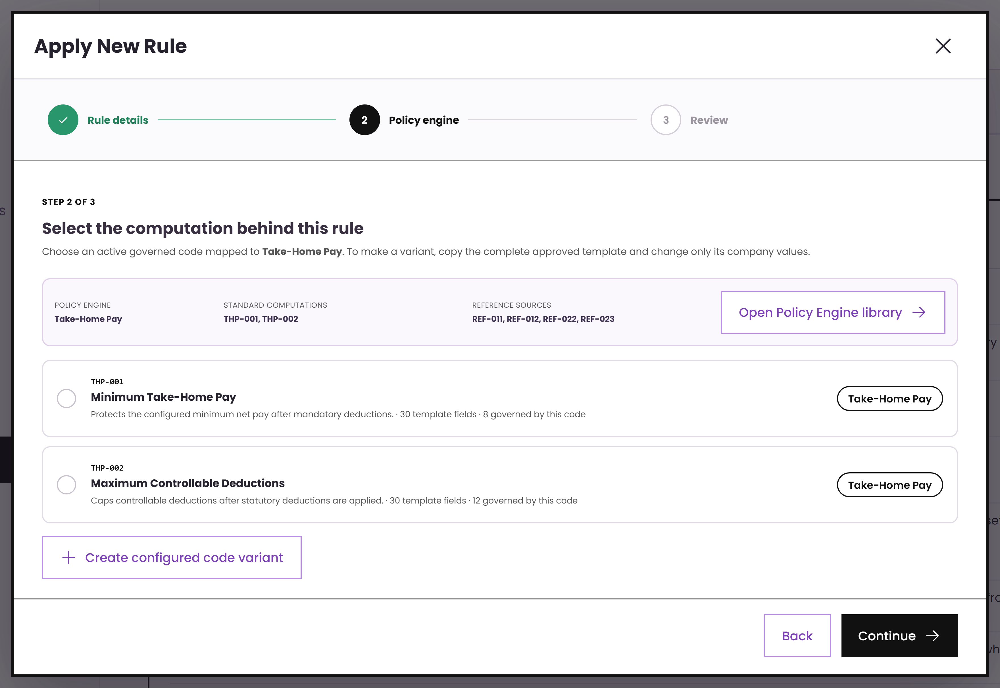 Apply New Rule
Rule details
2
Policy engine
3
Review
STEP 2 OF 3
Select the computation behind this rule
Choose an active governed code mapped to Take-Home Pay. To make a variant, copy the complete approved template and change only its company values.
POLICY ENGINE
Take-Home Pay
STANDARD COMPUTATIONS
THP-001, THP-002
REFERENCE SOURCES
REF-011, REF-012, REF-022, REF-023
Open Policy Engine library
THP-001
Minimum Take-Home Pay
Protects the configured minimum net pay after mandatory deductions. · 30 template fields · 8 governed by this code
Take-Home Pay
THP-002
Maximum Controllable Deductions
Caps controllable deductions after statutory deductions are applied. · 30 template fields · 12 governed by this code
Take-Home Pay
Create configured code variant
Back
Continue